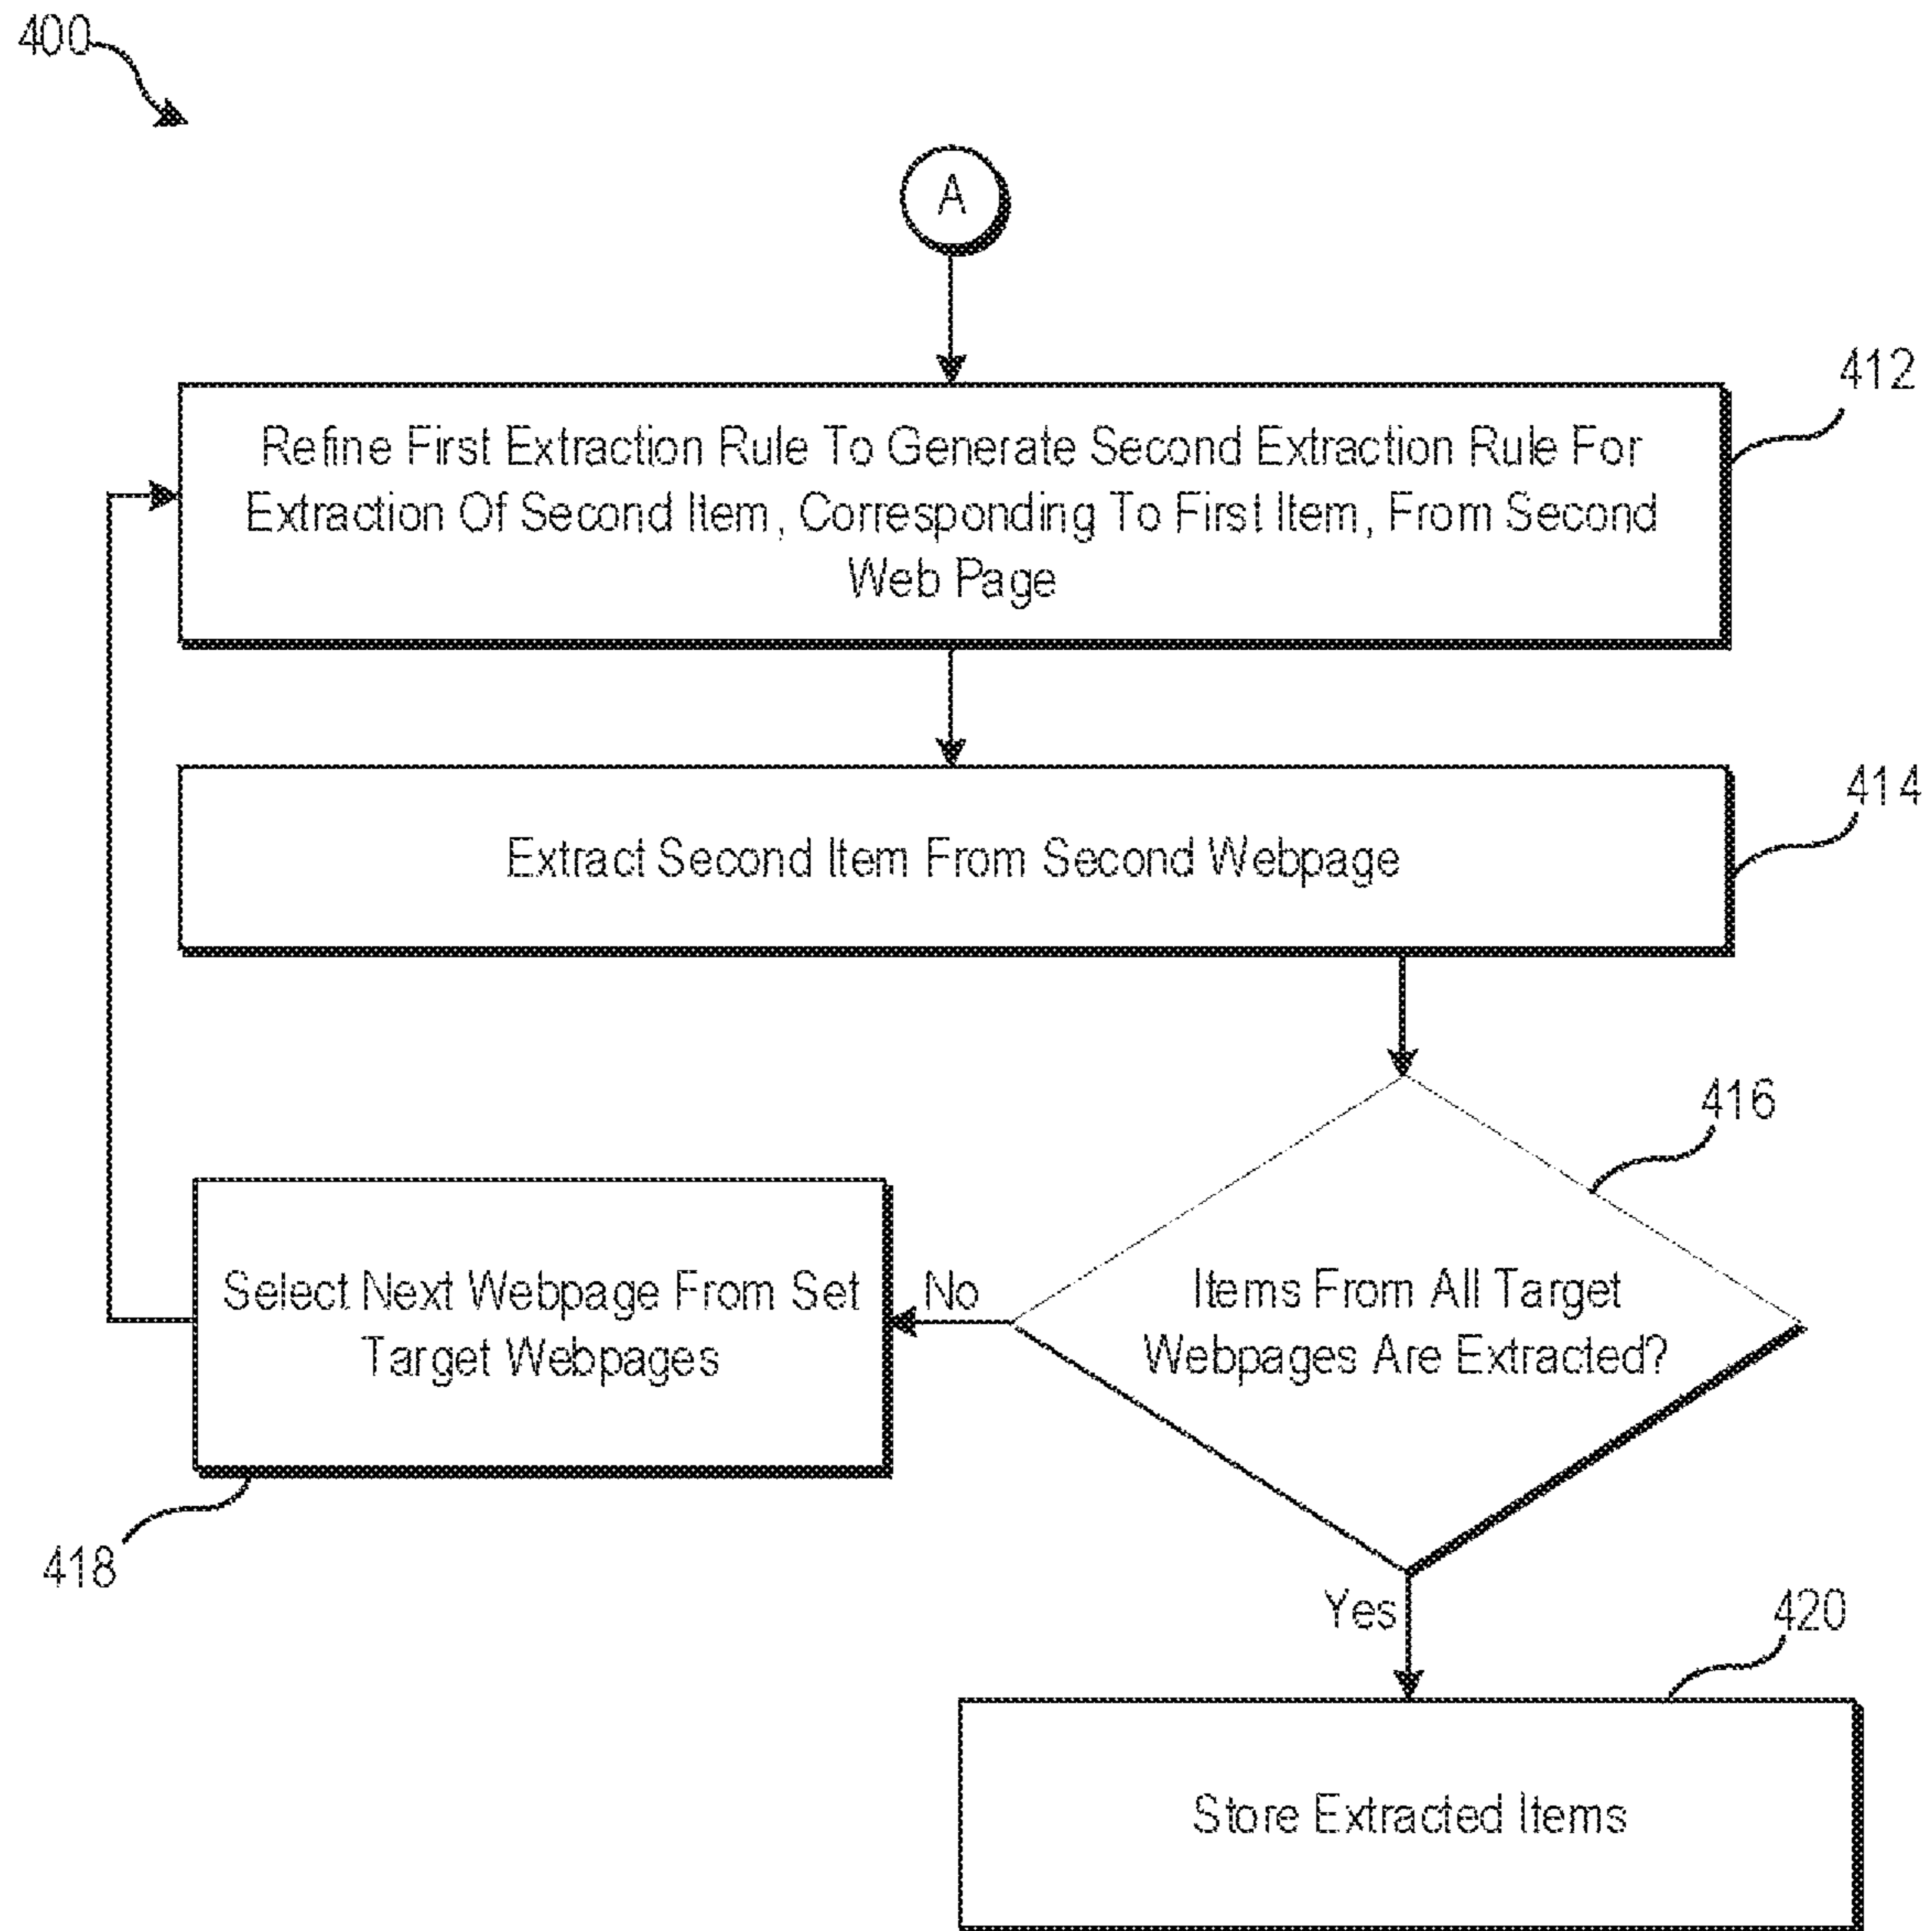 400
A
412
Refine First Extraction Rule To Generate Second Extraction Rule For
Extraction Of Second Item, Corresponding To First Item, From Second
Web Page
414
Extract Second Item From Second Webpage
416
Items From All Target
Webpages Are Extracted?
No
Select Next Webpage From Set
Target Webpages
418
Yes
420
Store Extracted Items